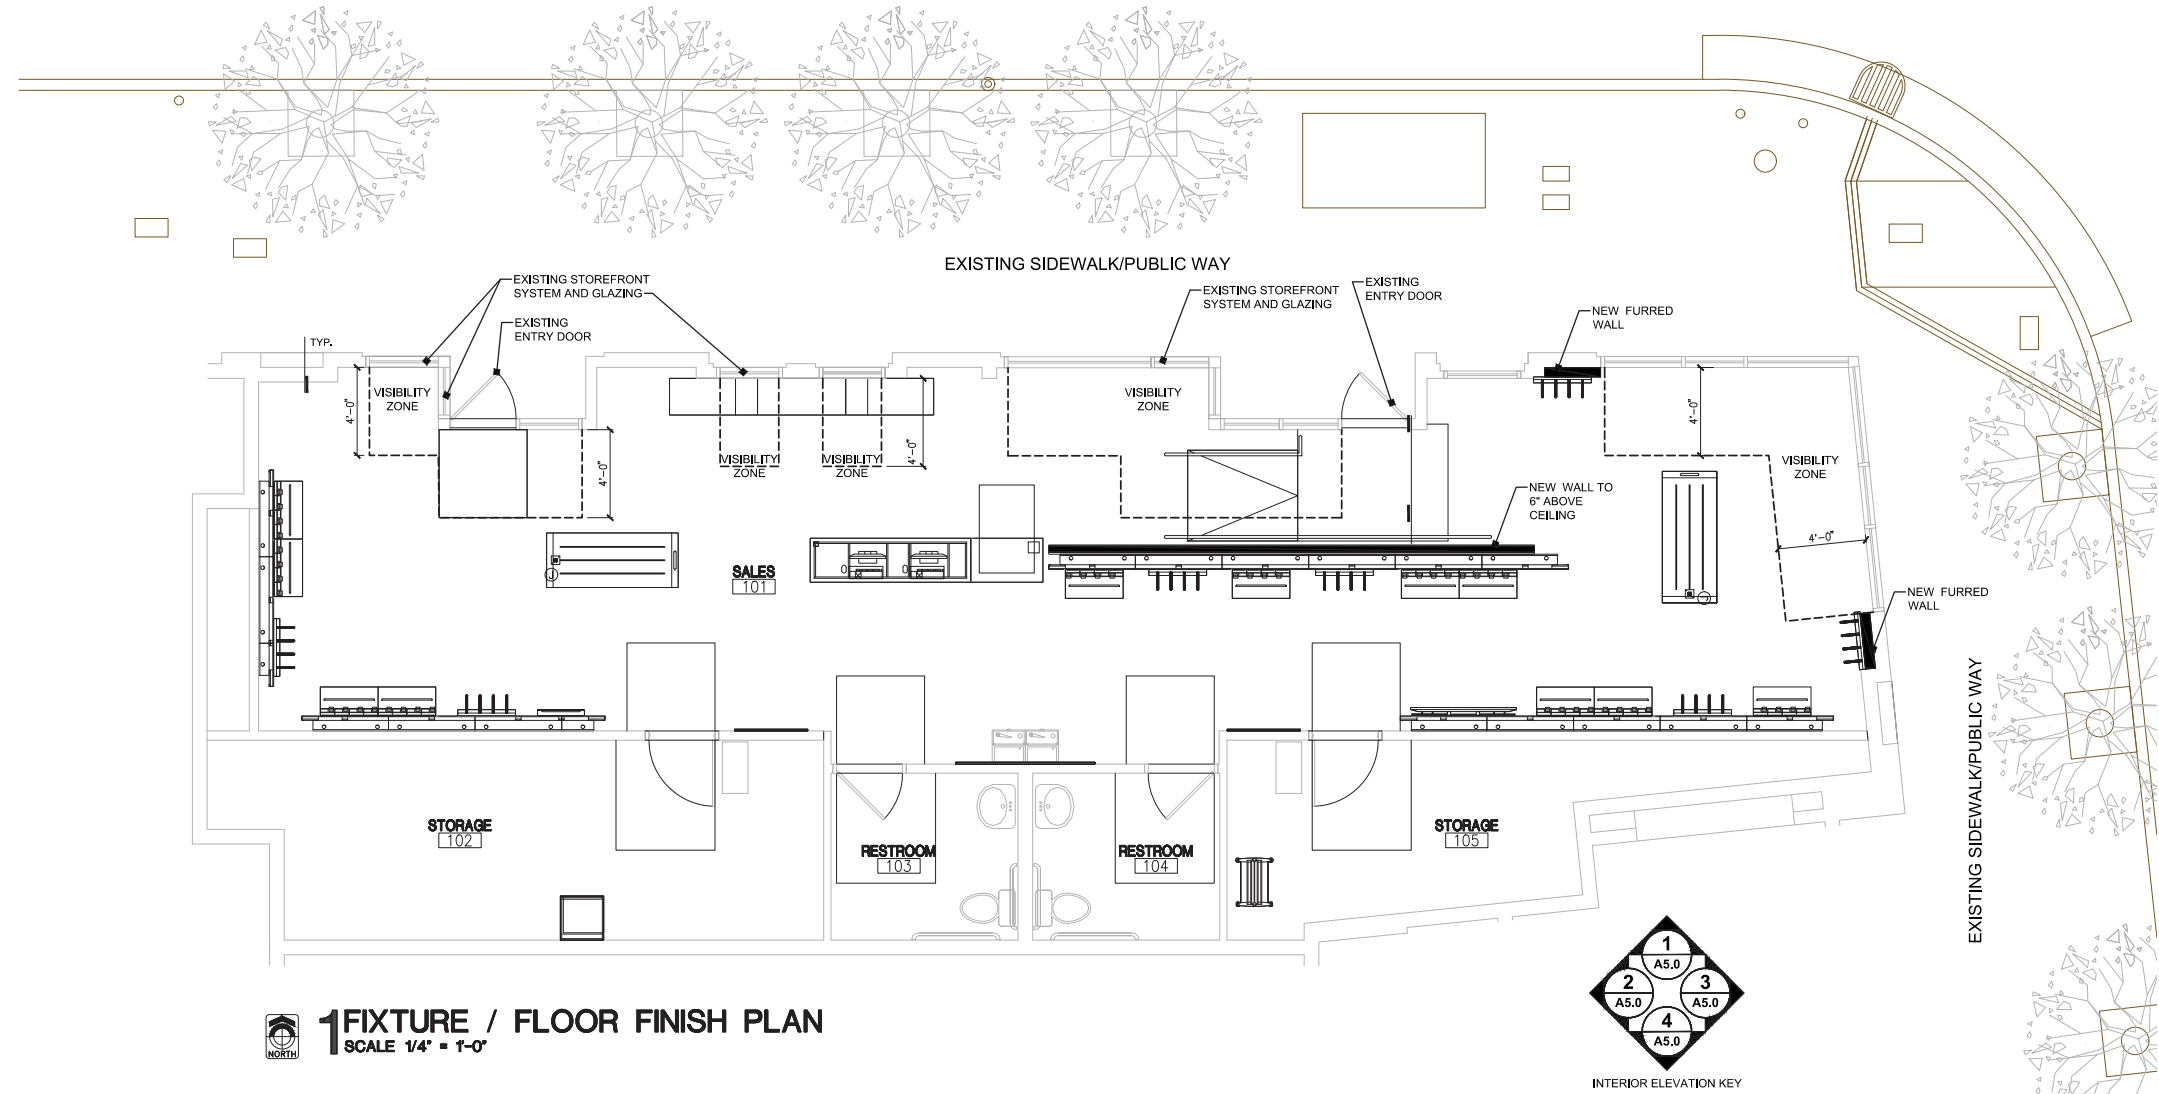 EXISTING SIDEWALK/PUBLIC WAY
EXISTING STOREFRONT
SYSTEM AND GLAZING
EXISTING
ENTRY DOOR
TYP.
EXISTING STOREFRONT
SYSTEM AND GLAZING
EXISTING
ENTRY DOOR
NEW FURRED
WALL
VISIBILITY
ZONE
4'-0"
4'-0"
VISIBILITY
ZONE
VISIBILITY
ZONE
4'-0"
VISIBILITY
ZONE
4'-0"
VISIBILITY
ZONE
4'-0"
NEW WALL TO
6" ABOVE
CEILING
SALES
101
NEW FURRED
WALL
EXISTING SIDEWALK/PUBLIC WAY
STORAGE
102
RESTROOM
103
RESTROOM
104
STORAGE
105
1
A5.0
2
A5.0
3
A5.0
4
A5.0
INTERIOR ELEVATION KEY
NORTH
1 FIXTURE / FLOOR FINISH PLAN
SCALE 1/4" = 1'-0"